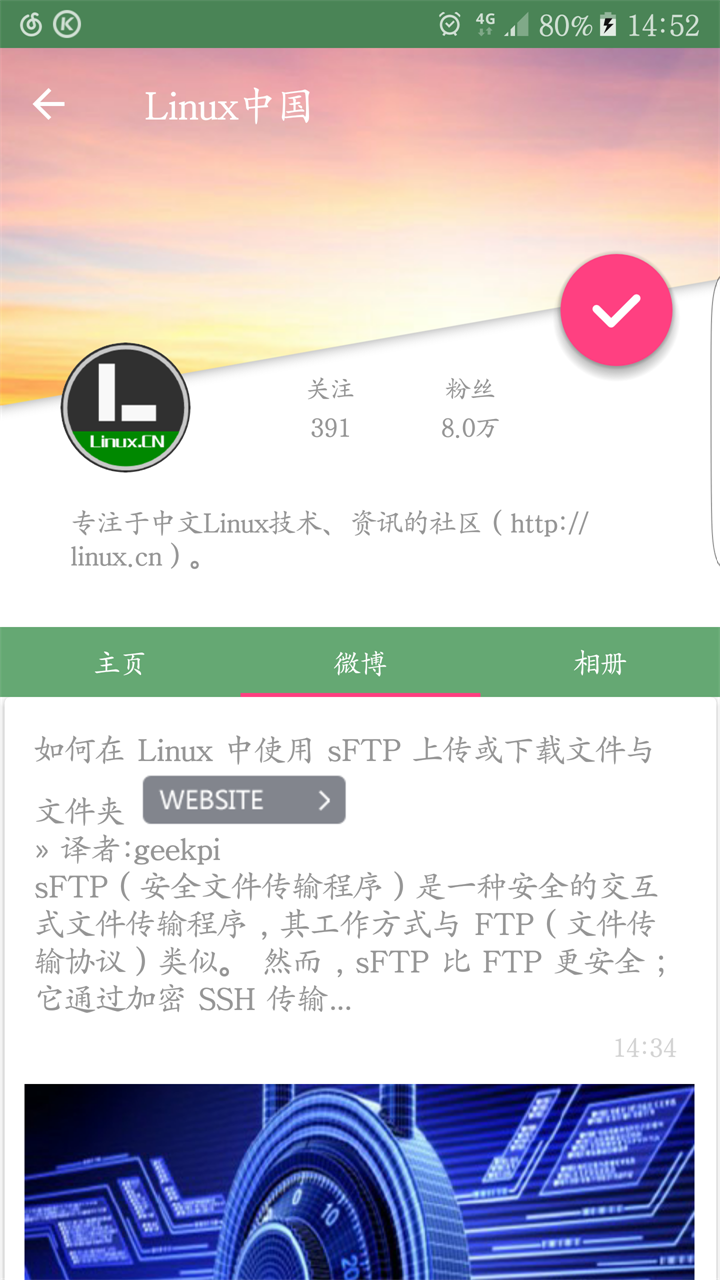 4G 80% 14:52
Linux中国
关注 粉丝
391 8.0万
Linux.CN
专注于中文Linux技术、资讯的社区（http://
linux.cn）。
主页 微博 相册
如何在 Linux 中使用 sFTP 上传或下载文件与
文件夹 WEBSITE
» 译者:geekpi
sFTP（安全文件传输程序）是一种安全的交互
式文件传输程序，其工作方式与 FTP（文件传
输协议）类似。 然而，sFTP 比 FTP 更安全；
它通过加密 SSH 传输...
14:34
0 10 20